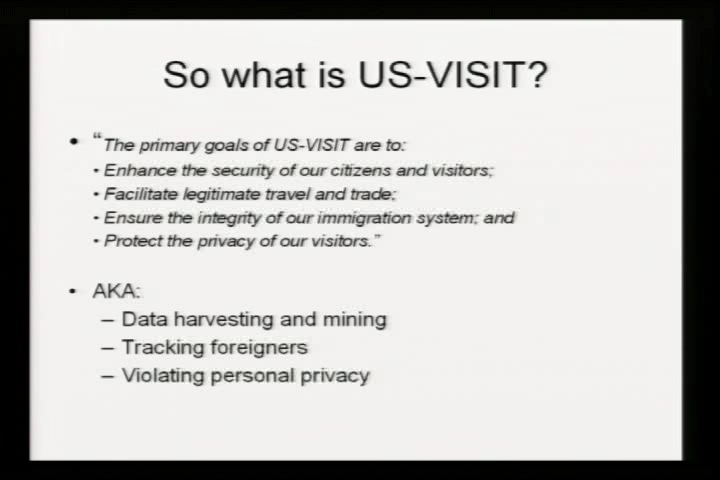 So what is US-VISIT?
• "The primary goals of US-VISIT are to:
• Enhance the security of our citizens and visitors;
• Facilitate legitimate travel and trade;
• Ensure the integrity of our immigration system; and
• Protect the privacy of our visitors."
• AKA:
– Data harvesting and mining
– Tracking foreigners
– Violating personal privacy